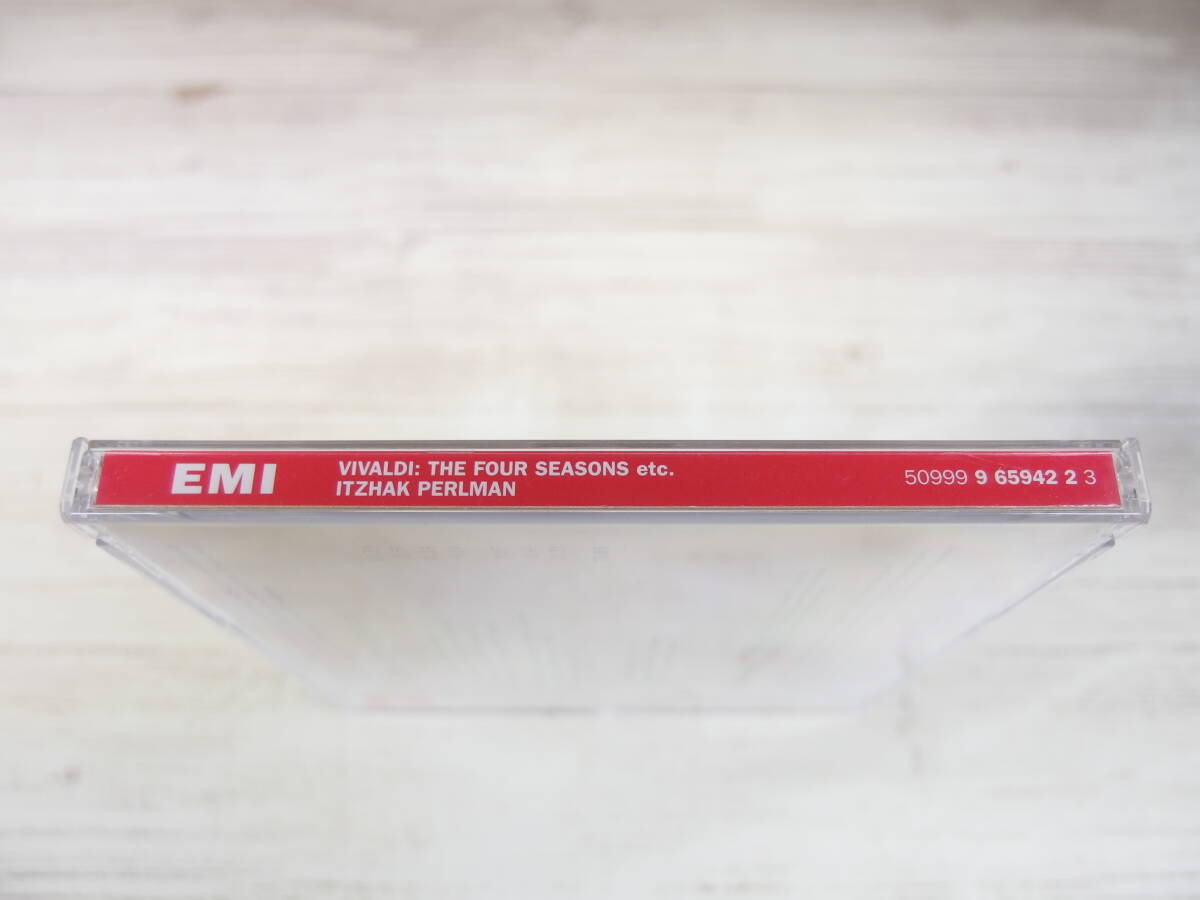 EMI
VIVALDI: THE FOUR SEASONS etc.
ITZHAK PERLMAN
50999 9 65942 2 3